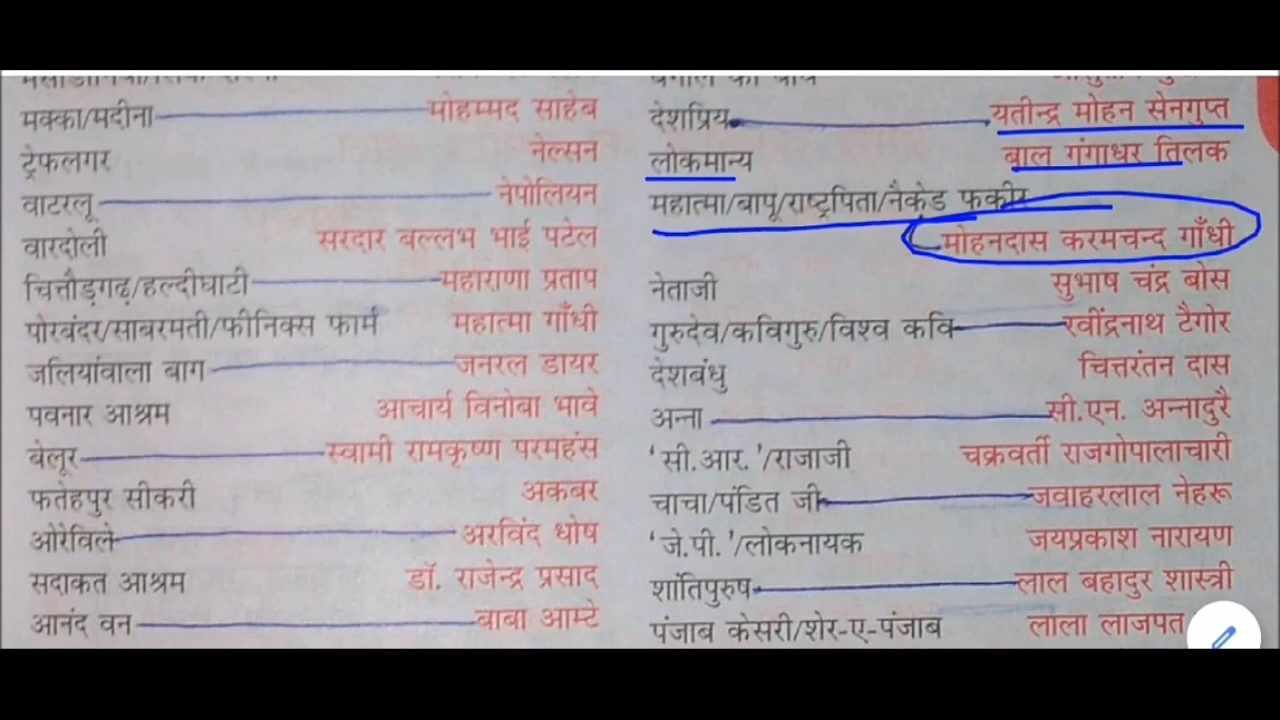 मक्का/मदीना मोहम्मद साहेब
ट्रेफलगर नेल्सन
वाटरलू नेपोलियन
वारदोली सरदार बल्लभ भाई पटेल
चित्तौड़गढ़/हल्दीघाटी महाराणा प्रताप
पोरबंदर/साबरमती/फीनिक्स फार्म महात्मा गाँधी
जलियांवाला बाग जनरल डायर
पवनार आश्रम आचार्य विनोबा भावे
बेलूर स्वामी रामकृष्ण परमहंस
फतेहपुर सीकरी अकबर
ओरेविले अरविंद धोष
सदाकत आश्रम डॉ. राजेन्द्र प्रसाद
आनंद वन बाबा आम्टे
देशप्रिय यतीन्द्र मोहन सेनगुप्त
लोकमान्य बाल गंगाधर तिलक
महात्मा/बापू/राष्ट्रपिता/नैकेड फकीर
मोहनदास करमचन्द गाँधी
नेताजी सुभाष चंद्र बोस
गुरुदेव/कविगुरु/विश्व कवि रवींद्रनाथ टैगोर
देशबंधु चित्तरंतन दास
अन्ना सी.एन. अन्नादुरै
'सी.आर.'/राजाजी चक्रवर्ती राजगोपालाचारी
चाचा/पंडित जी जवाहरलाल नेहरू
'जे.पी.'/लोकनायक जयप्रकाश नारायण
शांतिपुरुष लाल बहादुर शास्त्री
पंजाब केसरी/शेर-ए-पंजाब लाला लाजपत